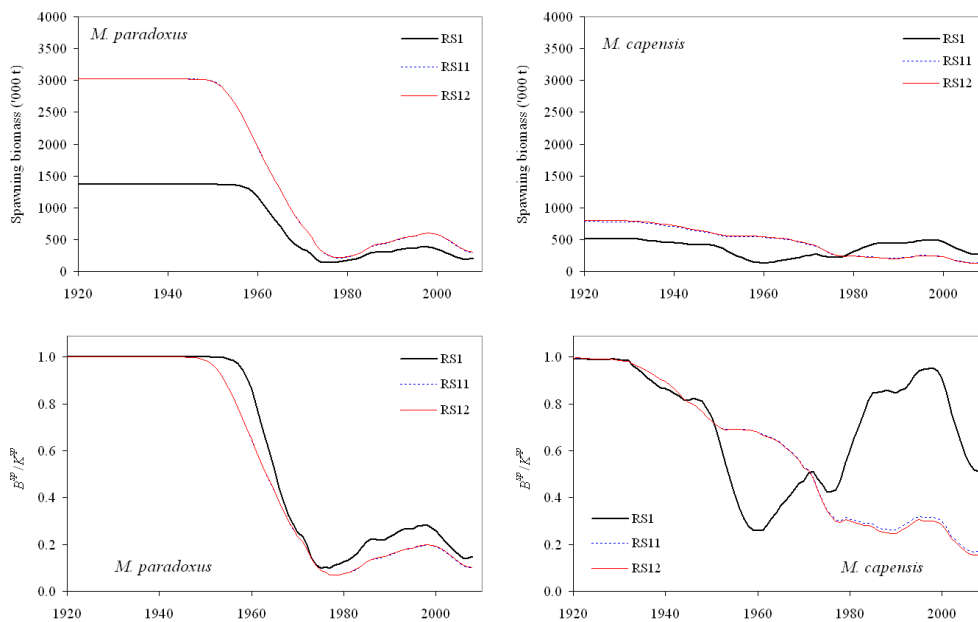 M. paradoxus
RS1
RS11
RS12
Spawning biomass ('000 t)
4000
3500
3000
2500
2000
1500
1000
500
0
1920
1940
1960
1980
2000
M. capensis
RS1
RS11
RS12
Spawning biomass ('000 t)
4000
3500
3000
2500
2000
1500
1000
500
0
1920
1940
1960
1980
2000
RS1
RS11
RS12
B^sp/K^sp
1.0
0.8
0.6
0.4
0.2
0.0
M. paradoxus
1920
1940
1960
1980
2000
B^sp/K^sp
1.0
0.8
0.6
0.4
0.2
0.0
RS1
RS11
RS12
M. capensis
1920
1940
1960
1980
2000